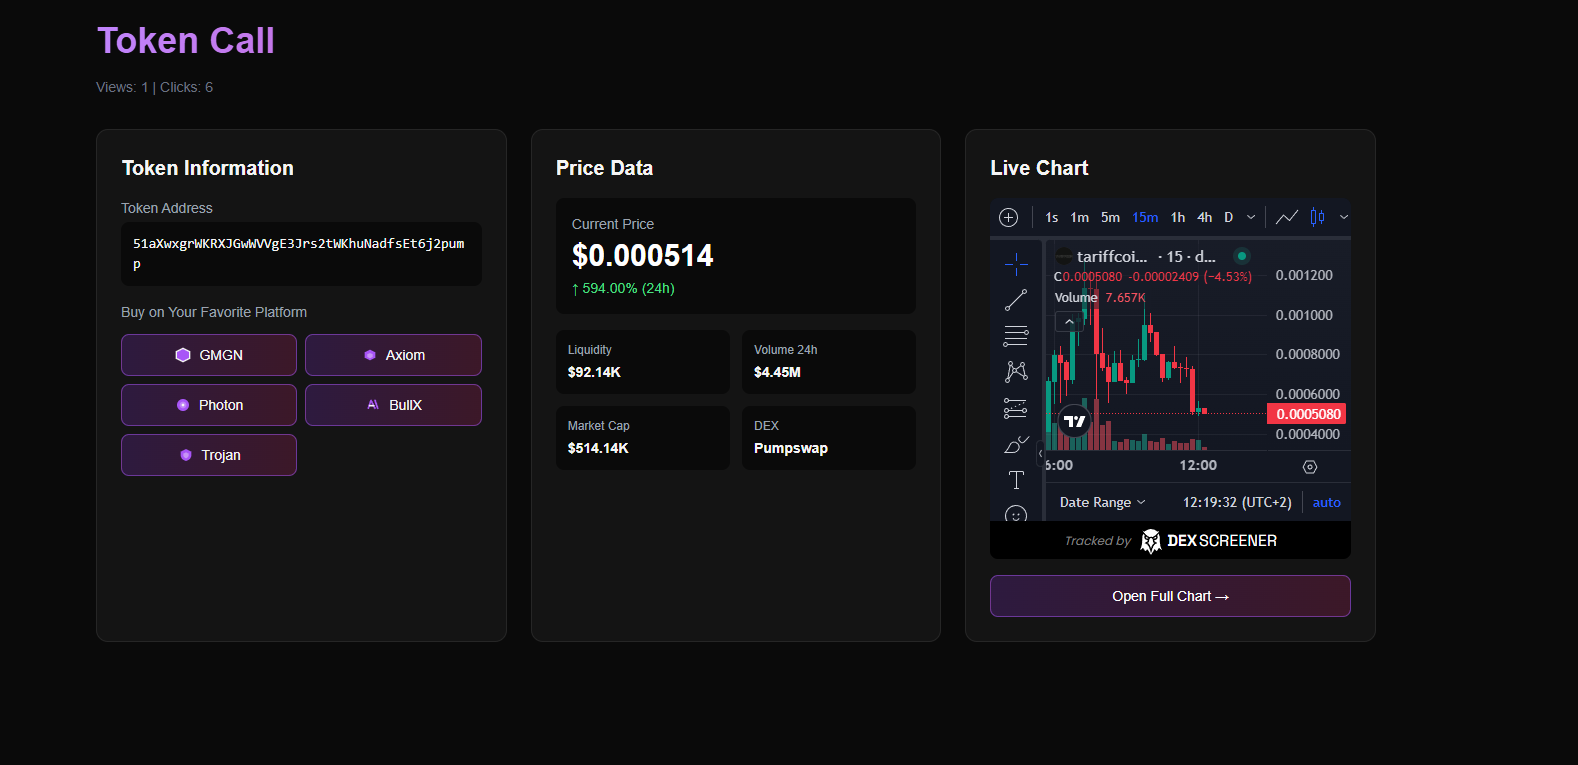 Token Call
Views: 1 | Clicks: 6
Token Information
Token Address
51aXwxgrWKRXJGwWVVgE3Jrs2tWKhuNadfsEt6j2pum
p
Buy on Your Favorite Platform
GMGN
Axiom
Photon
BullX
Trojan
Price Data
Current Price
$0.000514
↑ 594.00% (24h)
Liquidity
$92.14K
Volume 24h
$4.45M
Market Cap
$514.14K
DEX
Pumpswap
Live Chart
1s 1m 5m 15m 1h 4h D
tariffcoi... · 15 · d...
C0.0005080 -0.00002409 (−4.53%)
Volume 7.657K
0.001200
0.001000
0.0008000
0.0006000
0.0005080
0.0004000
6:00 12:00
Date Range 12:19:32 (UTC+2) auto
Tracked by DEX SCREENER
Open Full Chart →